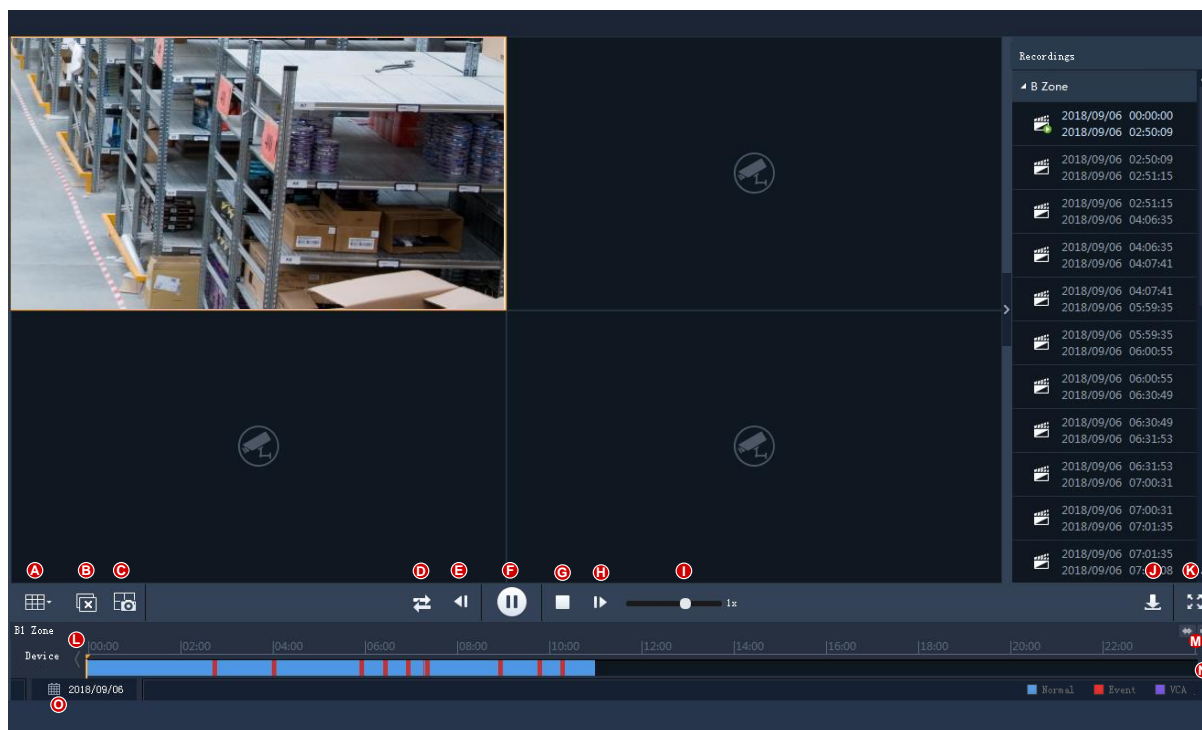 Recordings
B Zone
2018/09/06 00:00:00
2018/09/06 02:50:09
2018/09/06 02:50:09
2018/09/06 02:51:15
2018/09/06 02:51:15
2018/09/06 04:06:35
2018/09/06 04:06:35
2018/09/06 04:07:41
2018/09/06 04:07:41
2018/09/06 05:59:35
2018/09/06 05:59:35
2018/09/06 06:00:55
2018/09/06 06:00:55
2018/09/06 06:30:49
2018/09/06 06:30:49
2018/09/06 06:31:53
2018/09/06 06:31:53
2018/09/06 07:00:31
2018/09/06 07:00:31
2018/09/06 07:01:35
2018/09/06 07:01:35
2018/09/06
A B C D E F G H I J K
1x
B1 Zone
L M
00:00 02:00 04:00 06:00 08:00 10:00 12:00 14:00 16:00 18:00 20:00 22:00
Device
N
2018/09/06 Normal Event VCA
O